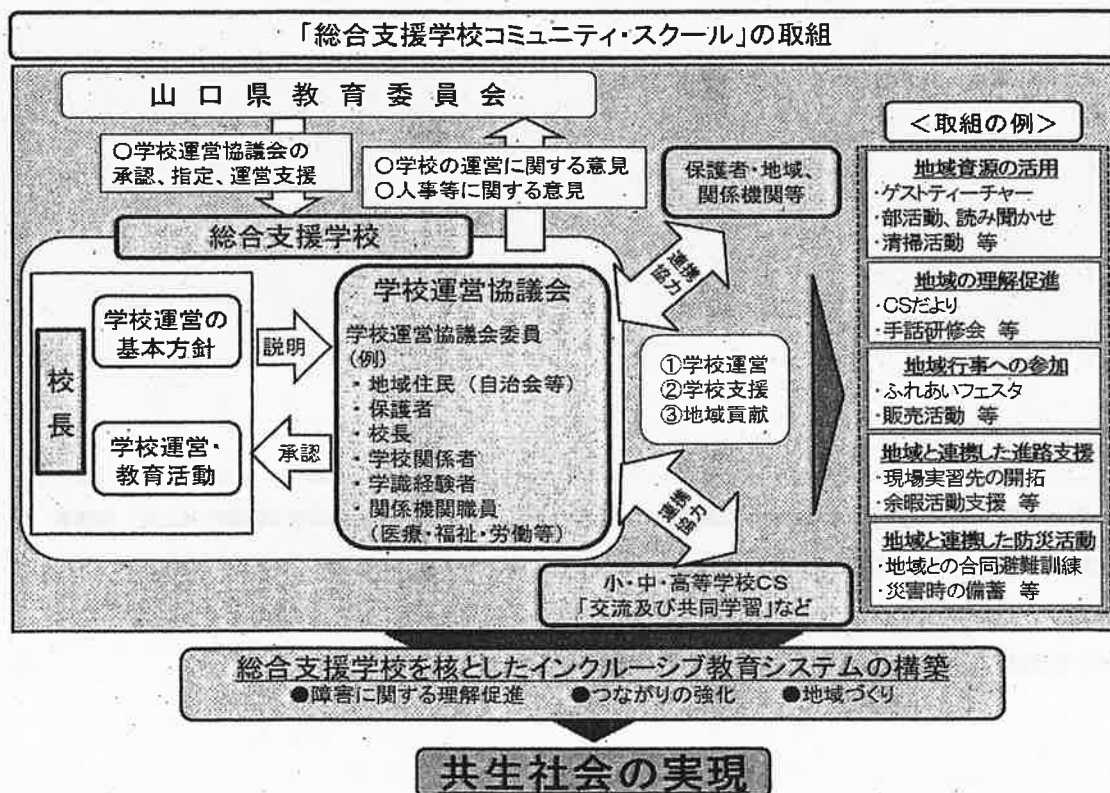 「総合支援学校コミュニティ・スクール」の取組
山口県教育委員会
○学校運営協議会の
承認、指定、運営支援
○学校の運営に関する意見
○人事等に関する意見
総合支援学校
校長
学校運営の
基本方針
説明
学校運営・
教育活動
承認
学校運営協議会
学校運営協議会委員
(例)
・地域住民（自治会等）
・保護者
・校長
・学校関係者
・学識経験者
・関係機関職員
（医療・福祉・労働等）
保護者・地域、
関係機関等
連携
協力
①学校運営
②学校支援
③地域貢献
連携
協力
小・中・高等学校CS
「交流及び共同学習」など
＜取組の例＞
地域資源の活用
・ゲストティーチャー
・部活動、読み聞かせ
・清掃活動 等
地域の理解促進
・CSだより
・手話研修会 等
地域行事への参加
・ふれあいフェスタ
・販売活動 等
地域と連携した進路支援
・現場実習先の開拓
・余暇活動支援 等
地域と連携した防災活動
・地域との合同避難訓練
・災害時の備蓄 等
総合支援学校を核としたインクルーシブ教育システムの構築
●障害に関する理解促進 ●つながりの強化 ●地域づくり
共生社会の実現